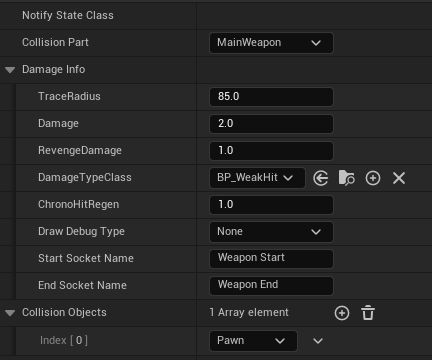 Notify State Class
Collision Part MainWeapon
Damage Info
TraceRadius 85.0
Damage 2.0
RevengeDamage 1.0
DamageTypeClass BP_WeakHit
ChronoHitRegen 1.0
Draw Debug Type None
Start Socket Name Weapon Start
End Socket Name Weapon End
Collision Objects 1 Array element
Index [ 0 ] Pawn